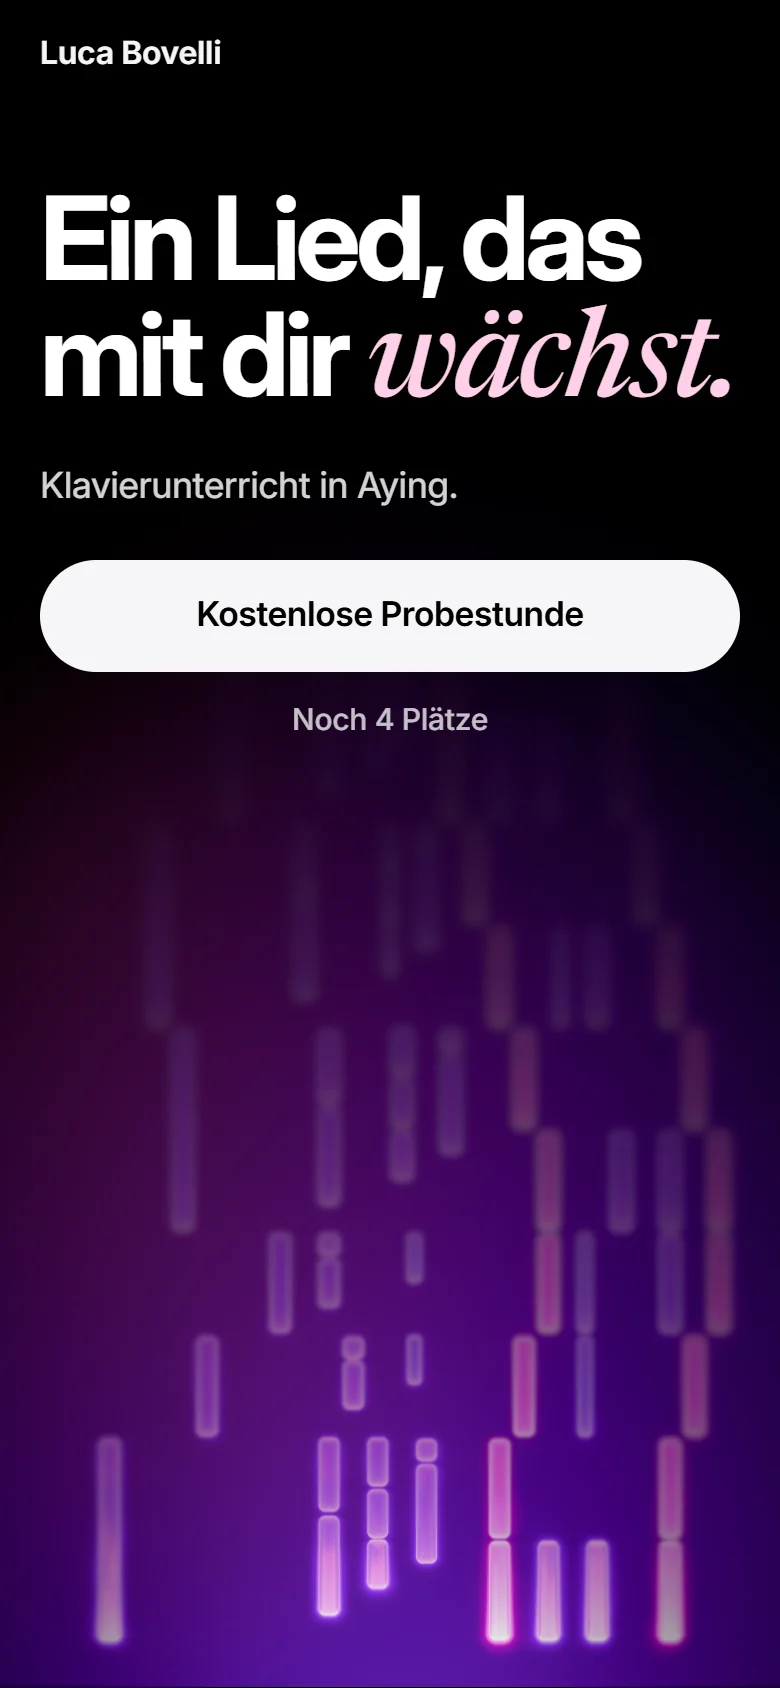 Luca Bovelli
Ein Lied, das
mit dir wächst.
Klavierunterricht in Aying.
Kostenlose Probestunde
Noch 4 Plätze